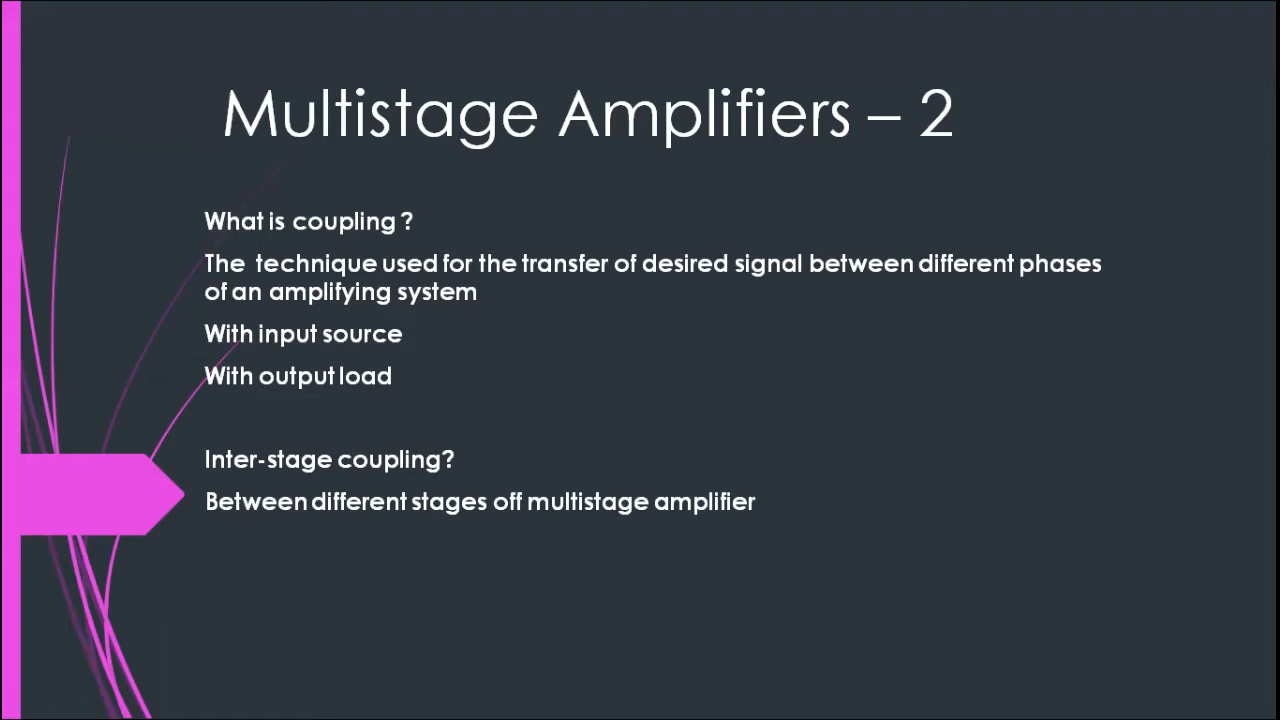 Multistage Amplifiers – 2
What is coupling ?
The technique used for the transfer of desired signal between different phases
of an amplifying system
With input source
With output load
Inter-stage coupling?
Between different stages off multistage amplifier